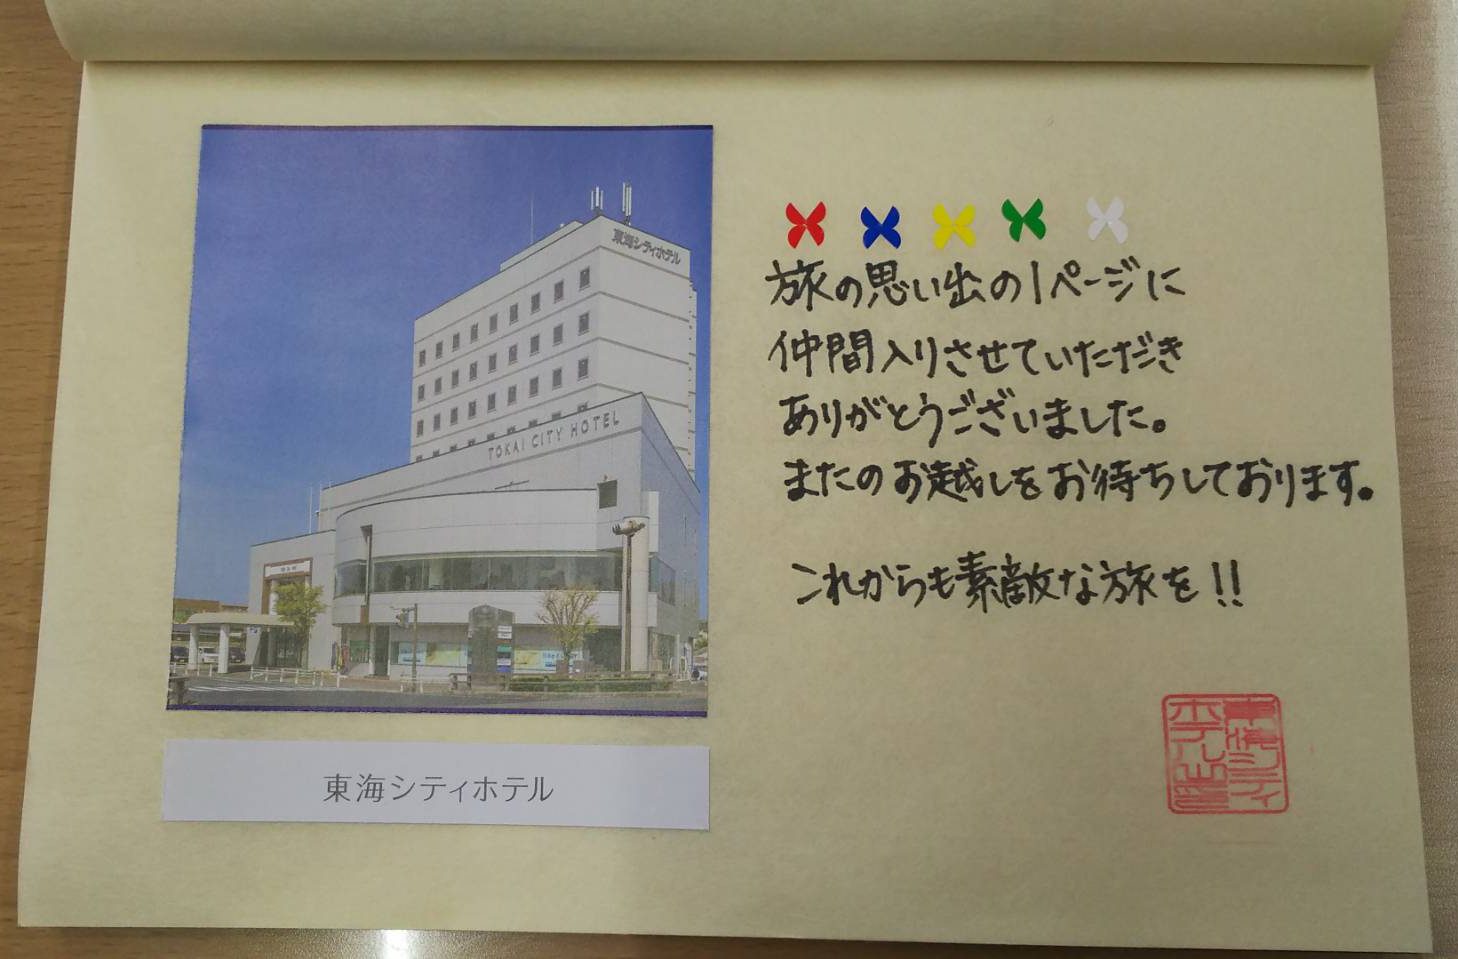 東海シティホテル
TOKAI CITY HOTEL
東海シティホテル
旅の思い出の1ページに
仲間入りさせていただき
ありがとうございました。
またのお越しをお待ちしております。
これからも素敵な旅を!!
東海シティ
ホテル之印